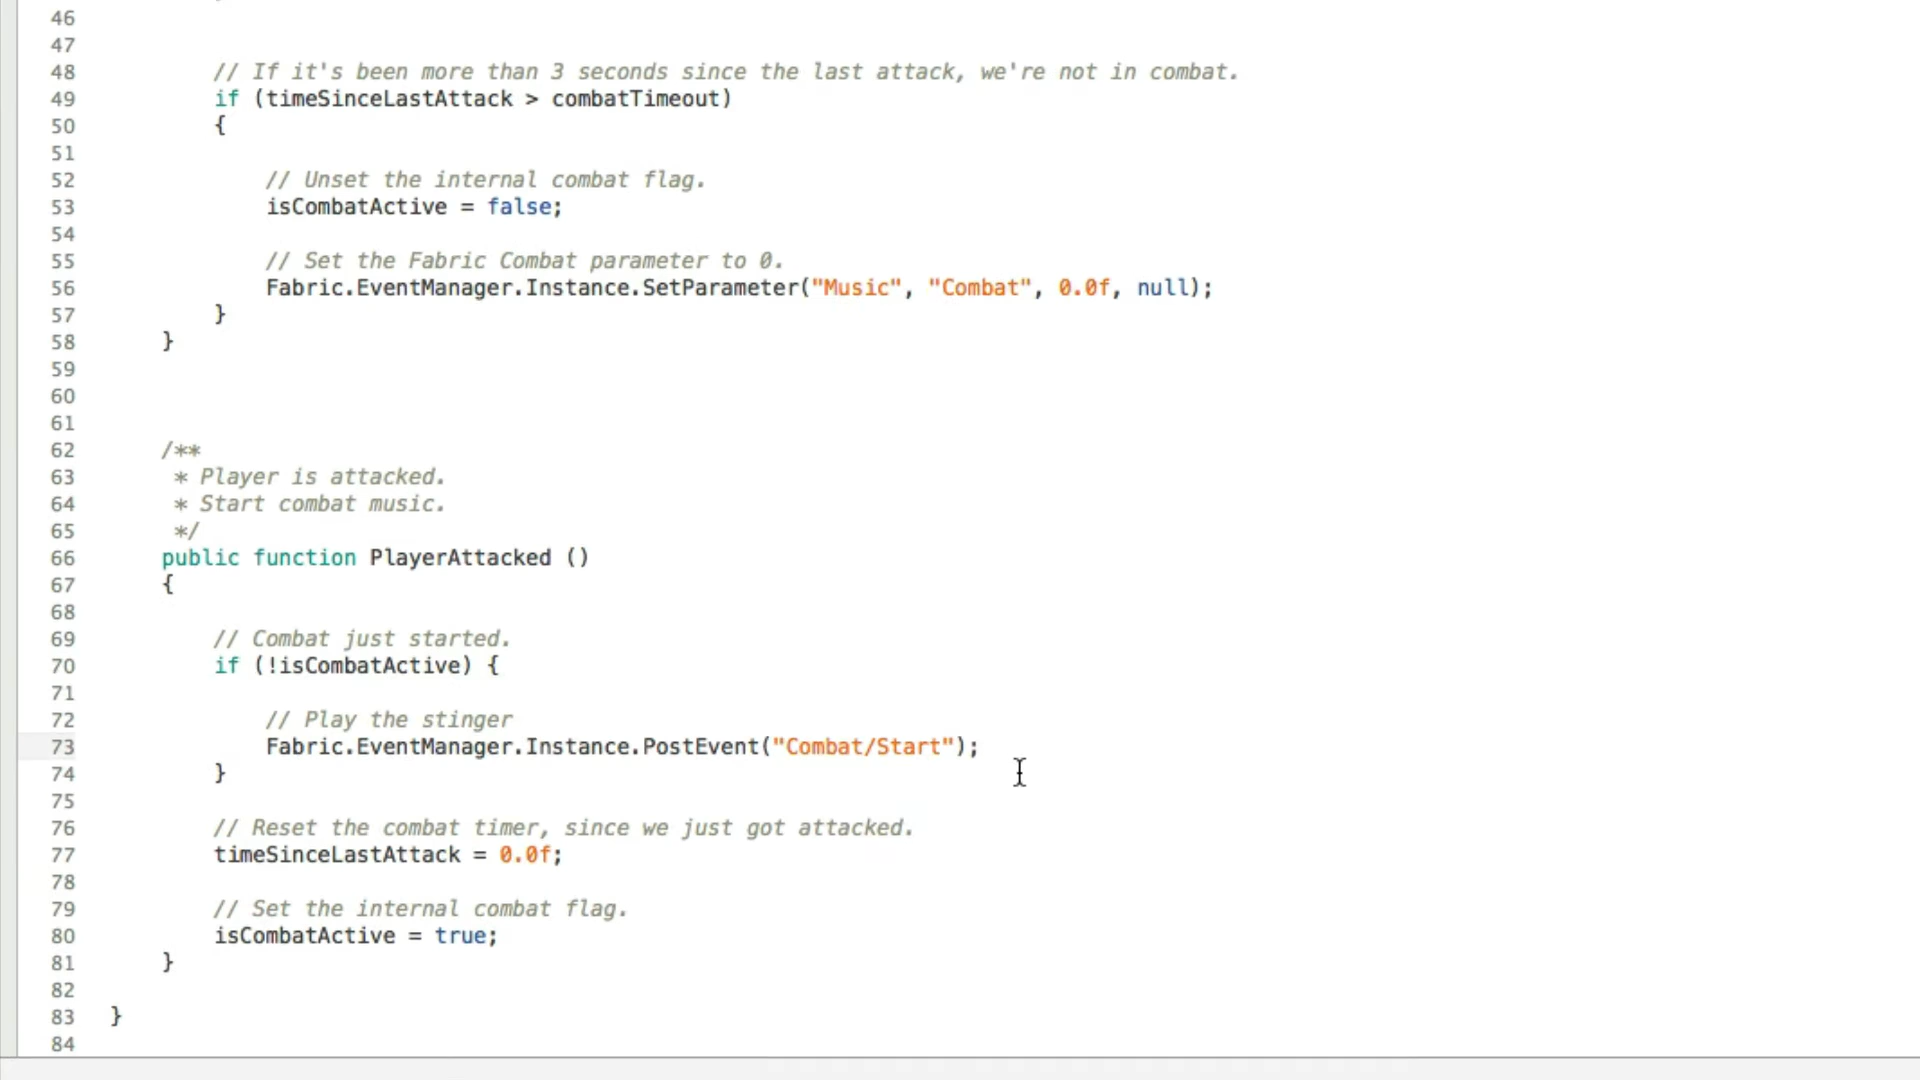 46
47
48 // If it's been more than 3 seconds since the last attack, we're not in combat.
49 if (timeSinceLastAttack > combatTimeout)
50 {
51
52 // Unset the internal combat flag.
53 isCombatActive = false;
54
55 // Set the Fabric Combat parameter to 0.
56 Fabric.EventManager.Instance.SetParameter("Music", "Combat", 0.0f, null);
57 }
58 }
59
60
61
62 /**
63 * Player is attacked.
64 * Start combat music.
65 */
66 public function PlayerAttacked ()
67 {
68
69 // Combat just started.
70 if (!isCombatActive) {
71
72 // Play the stinger
73 Fabric.EventManager.Instance.PostEvent("Combat/Start");
74 }
75
76 // Reset the combat timer, since we just got attacked.
77 timeSinceLastAttack = 0.0f;
78
79 // Set the internal combat flag.
80 isCombatActive = true;
81 }
82
83 }
84